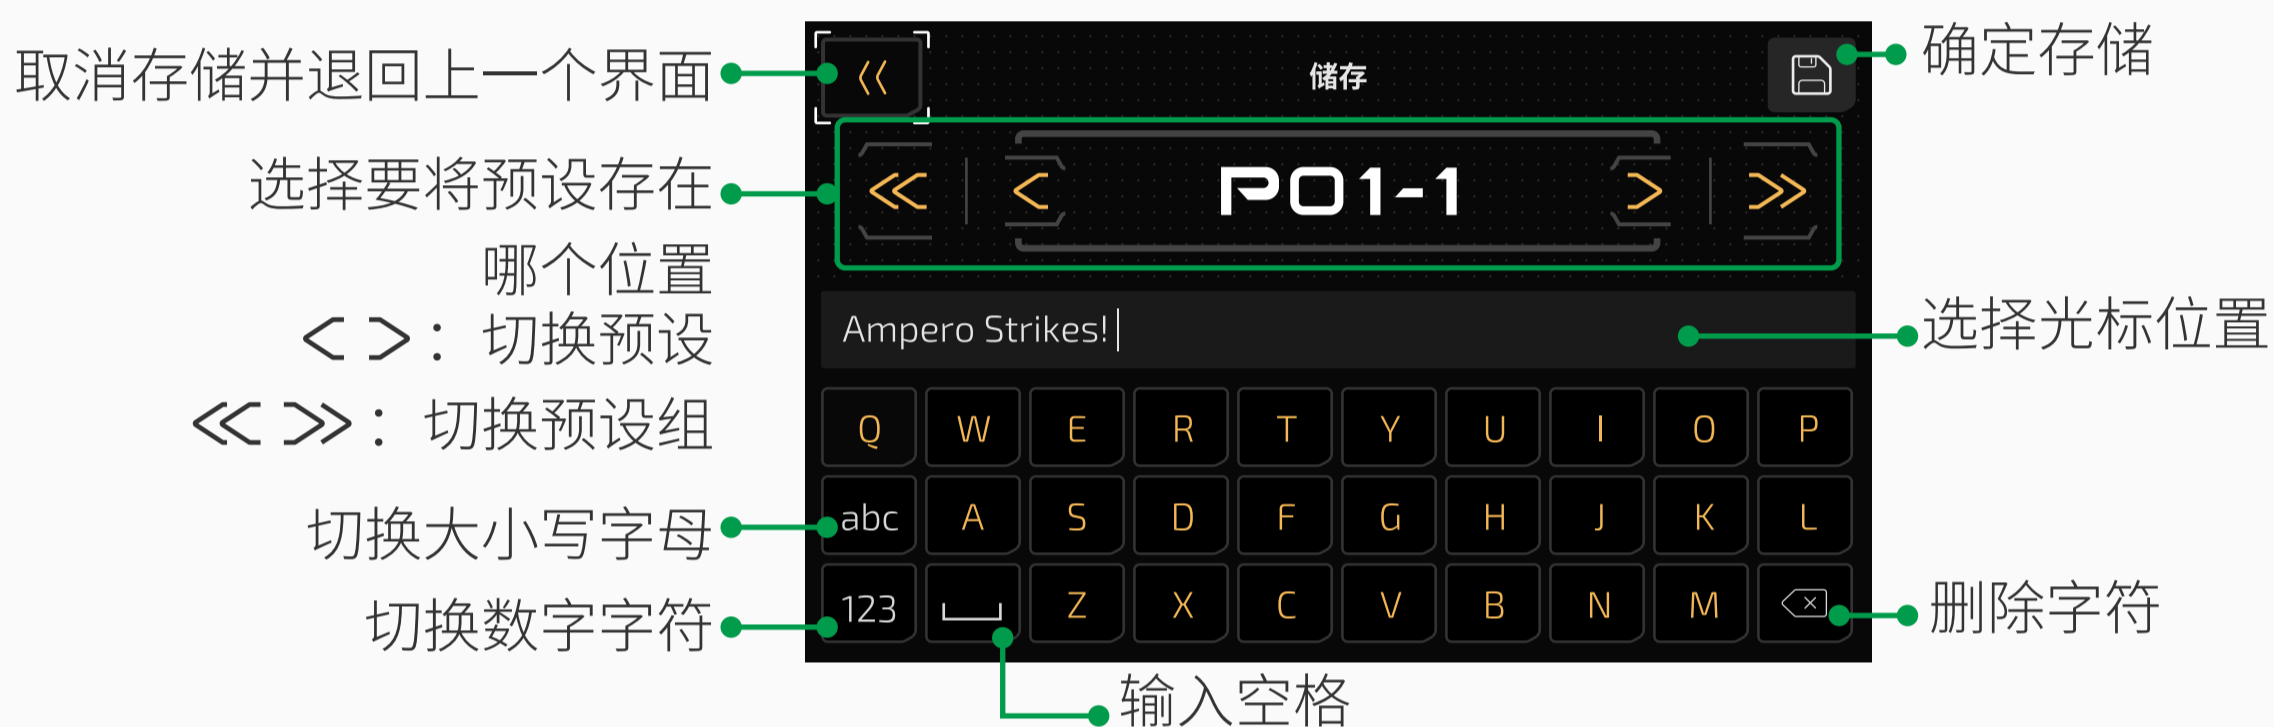 取消存储并退回上一个界面
储存
确定存储
选择要将预设存在
哪个位置
P01-1
< >：切换预设
<< >>：切换预设组
Ampero Strikes!
选择光标位置
Q W E R T Y U I O P
切换大小写字母
abc A S D F G H J K L
切换数字字符
123 Z X C V B N M
删除字符
输入空格